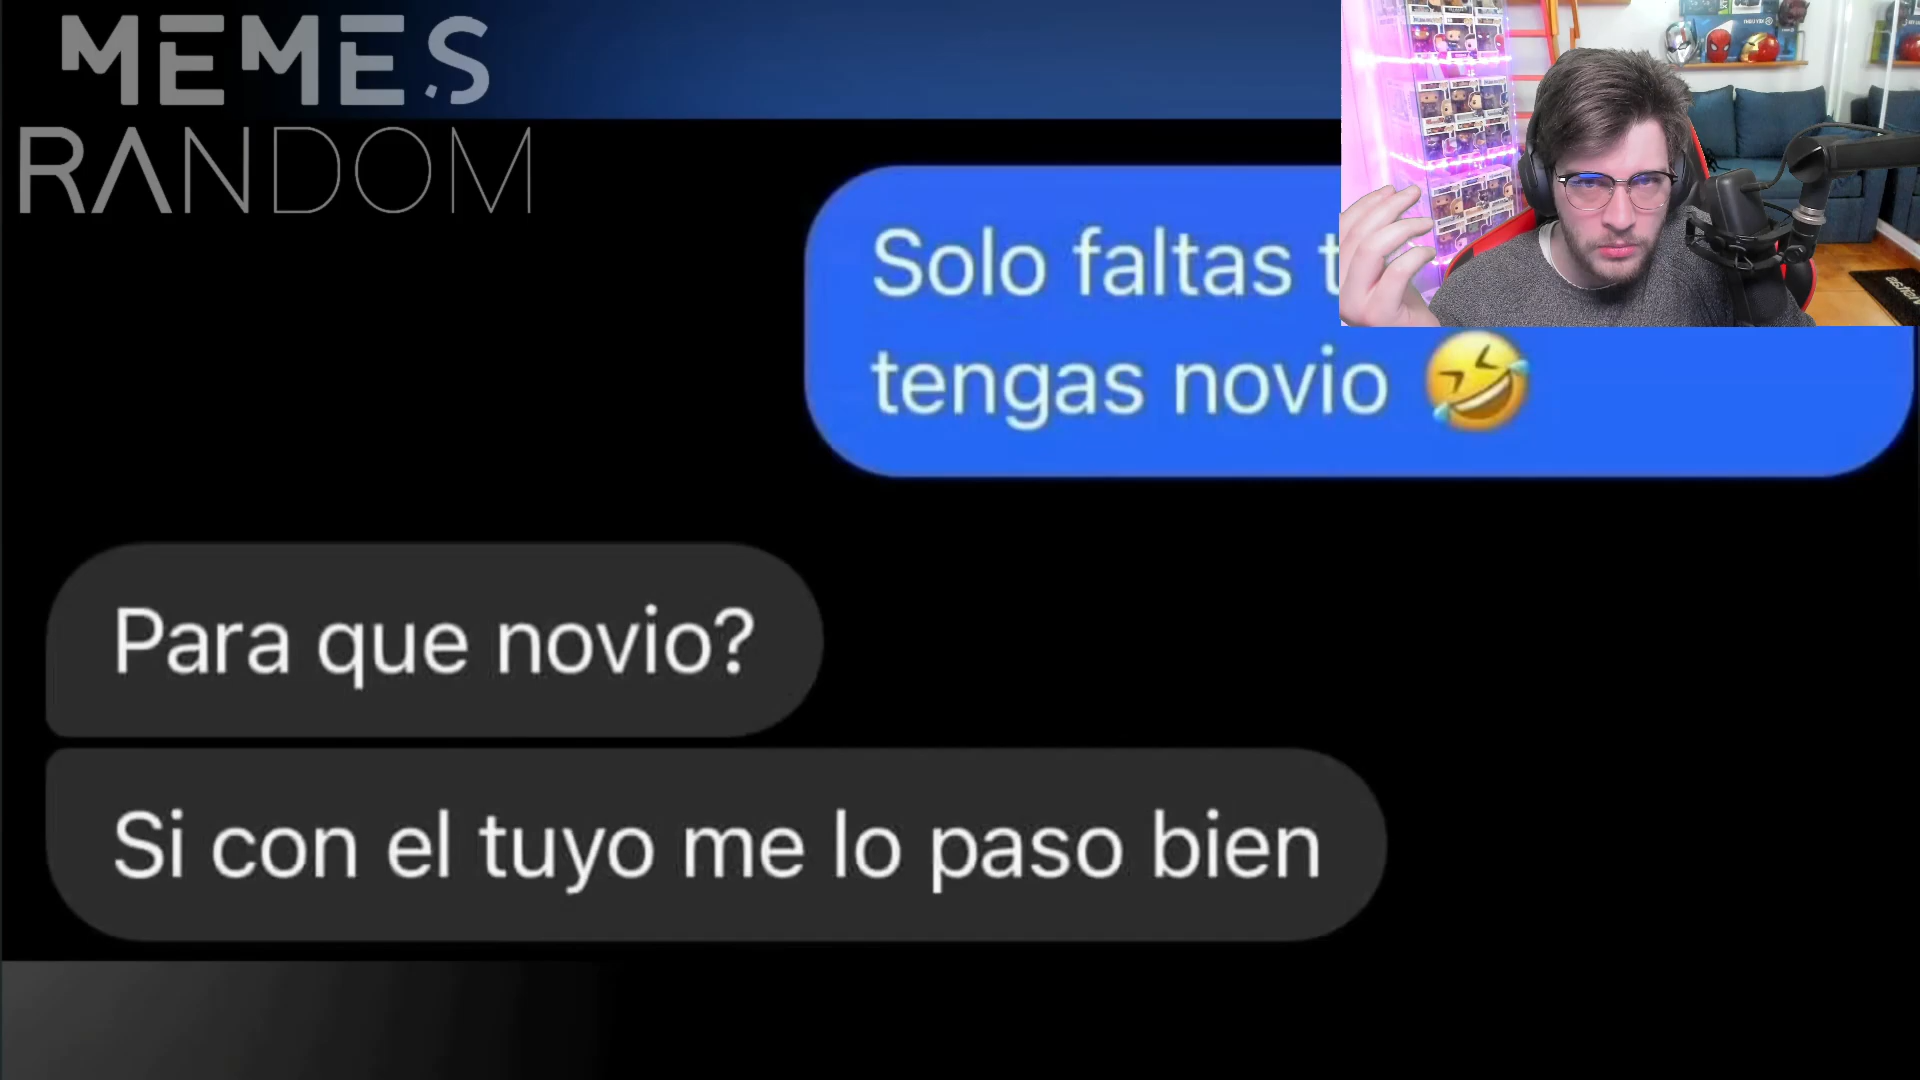 MEMES
RANDOM
Solo faltas
tengas novio 🤣
Para que novio?
Si con el tuyo me lo paso bien